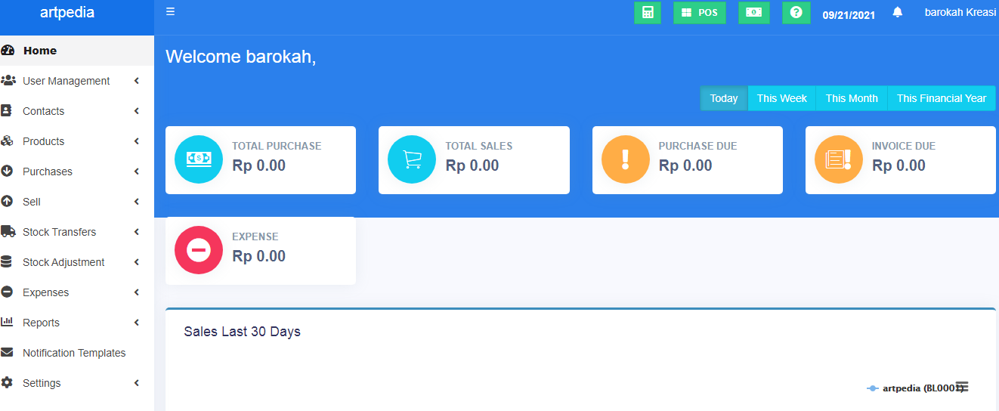 artpedia
POS
09/21/2021
barokah Kreasi
Home
User Management
Contacts
Products
Purchases
Sell
Stock Transfers
Stock Adjustment
Expenses
Reports
Notification Templates
Settings
Welcome barokah,
Today
This Week
This Month
This Financial Year
TOTAL PURCHASE
Rp 0.00
TOTAL SALES
Rp 0.00
PURCHASE DUE
Rp 0.00
INVOICE DUE
Rp 0.00
EXPENSE
Rp 0.00
Sales Last 30 Days
artpedia (BL0001)